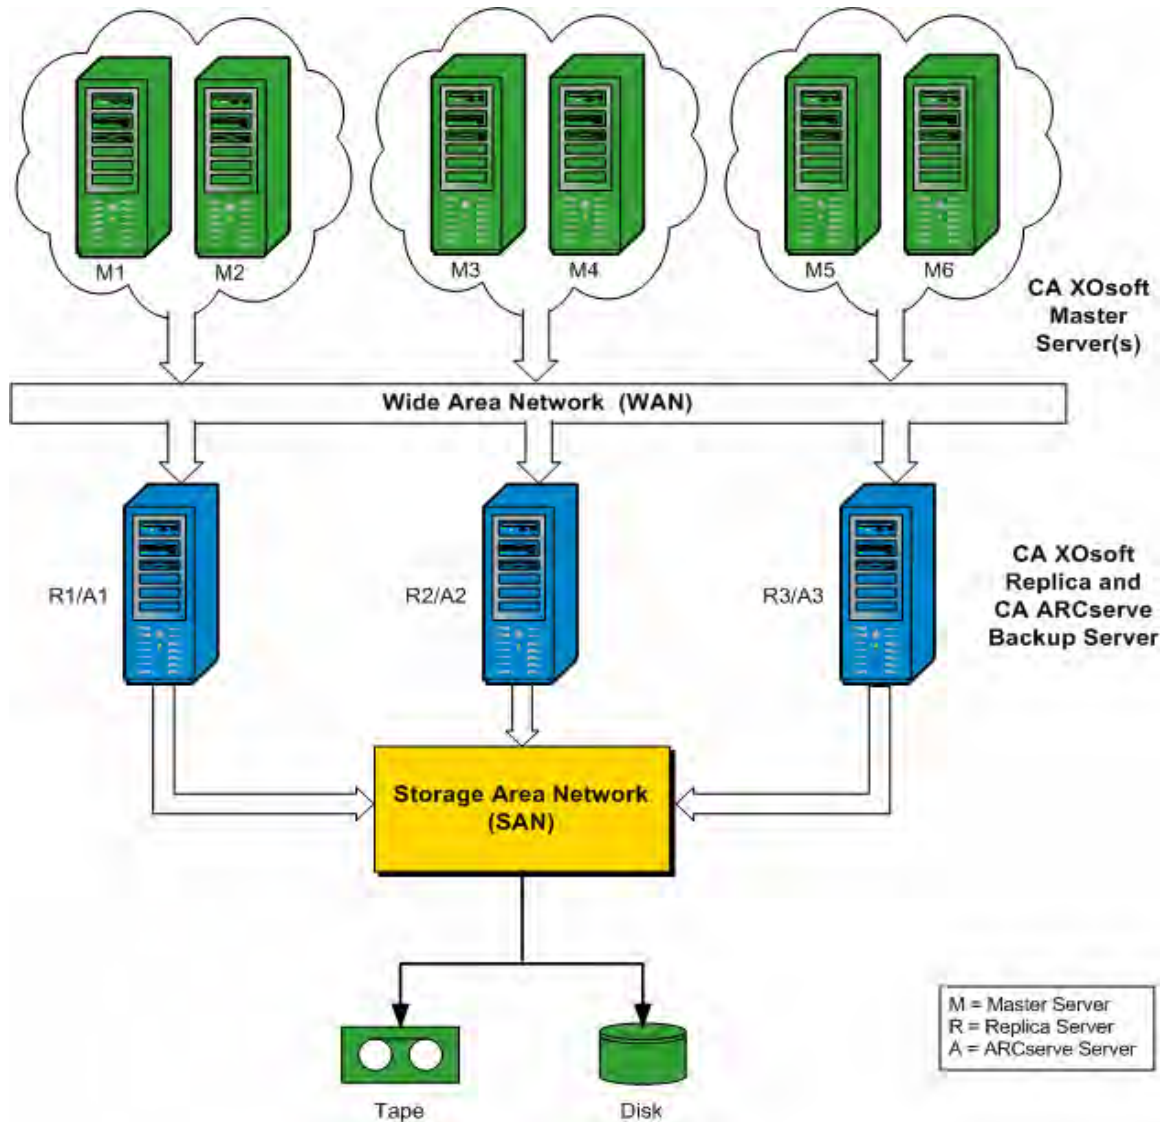 M1
M2
M3
M4
M5
M6
CA XOsoft
Master
Server(s)
Wide Area Network (WAN)
R1/A1
R2/A2
R3/A3
CA XOsoft
Replica and
CA ARCserve
Backup Server
Storage Area Network
(SAN)
M = Master Server
R = Replica Server
A = ARCserve Server
Tape
Disk